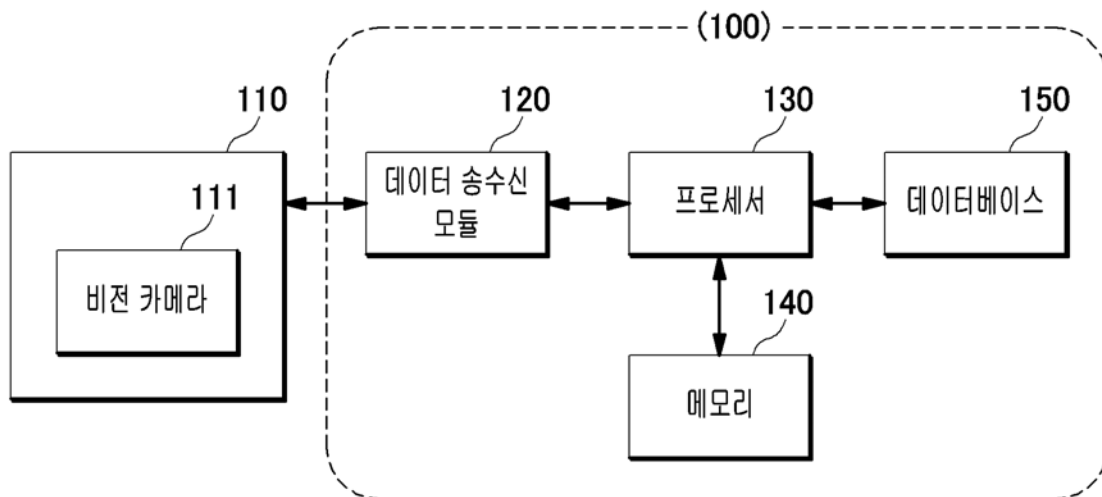 (100)
110
120
130
150
111
데이터 송수신
모듈
프로세서
데이터베이스
비전 카메라
140
메모리